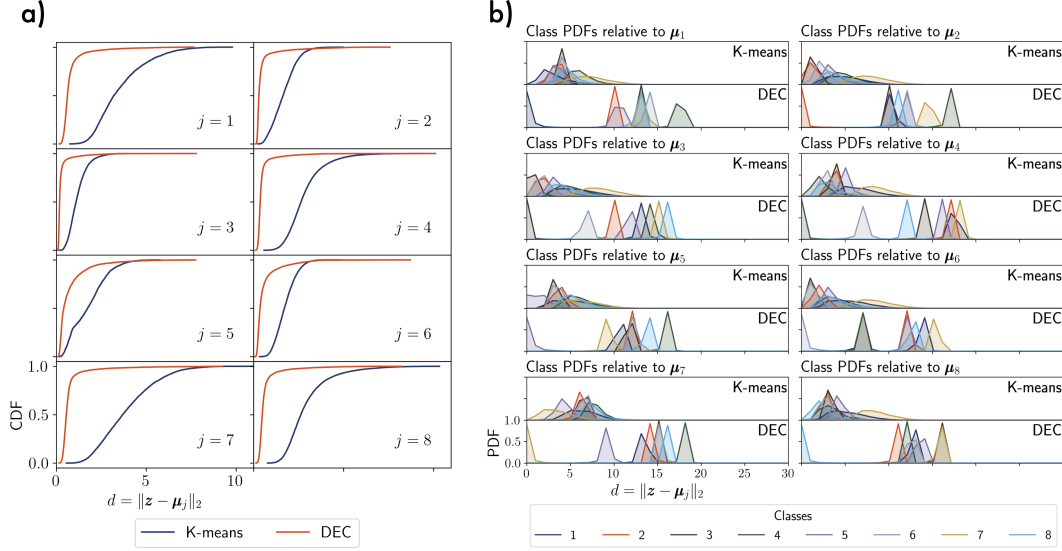 a)
j = 1
j = 2
j = 3
j = 4
j = 5
j = 6
j = 7
j = 8
CDF
1.0
0.5
0.0
0
5
10
d = ‖z − μj‖2
K-means
DEC
b)
Class PDFs relative to μ1
K-means
DEC
Class PDFs relative to μ2
K-means
DEC
Class PDFs relative to μ3
K-means
DEC
Class PDFs relative to μ4
K-means
DEC
Class PDFs relative to μ5
K-means
DEC
Class PDFs relative to μ6
K-means
DEC
Class PDFs relative to μ7
K-means
DEC
Class PDFs relative to μ8
K-means
DEC
PDF
1.0
0.5
0.0
0
5
10
15
20
25
30
d = ‖z − μj‖2
Classes
1
2
3
4
5
6
7
8